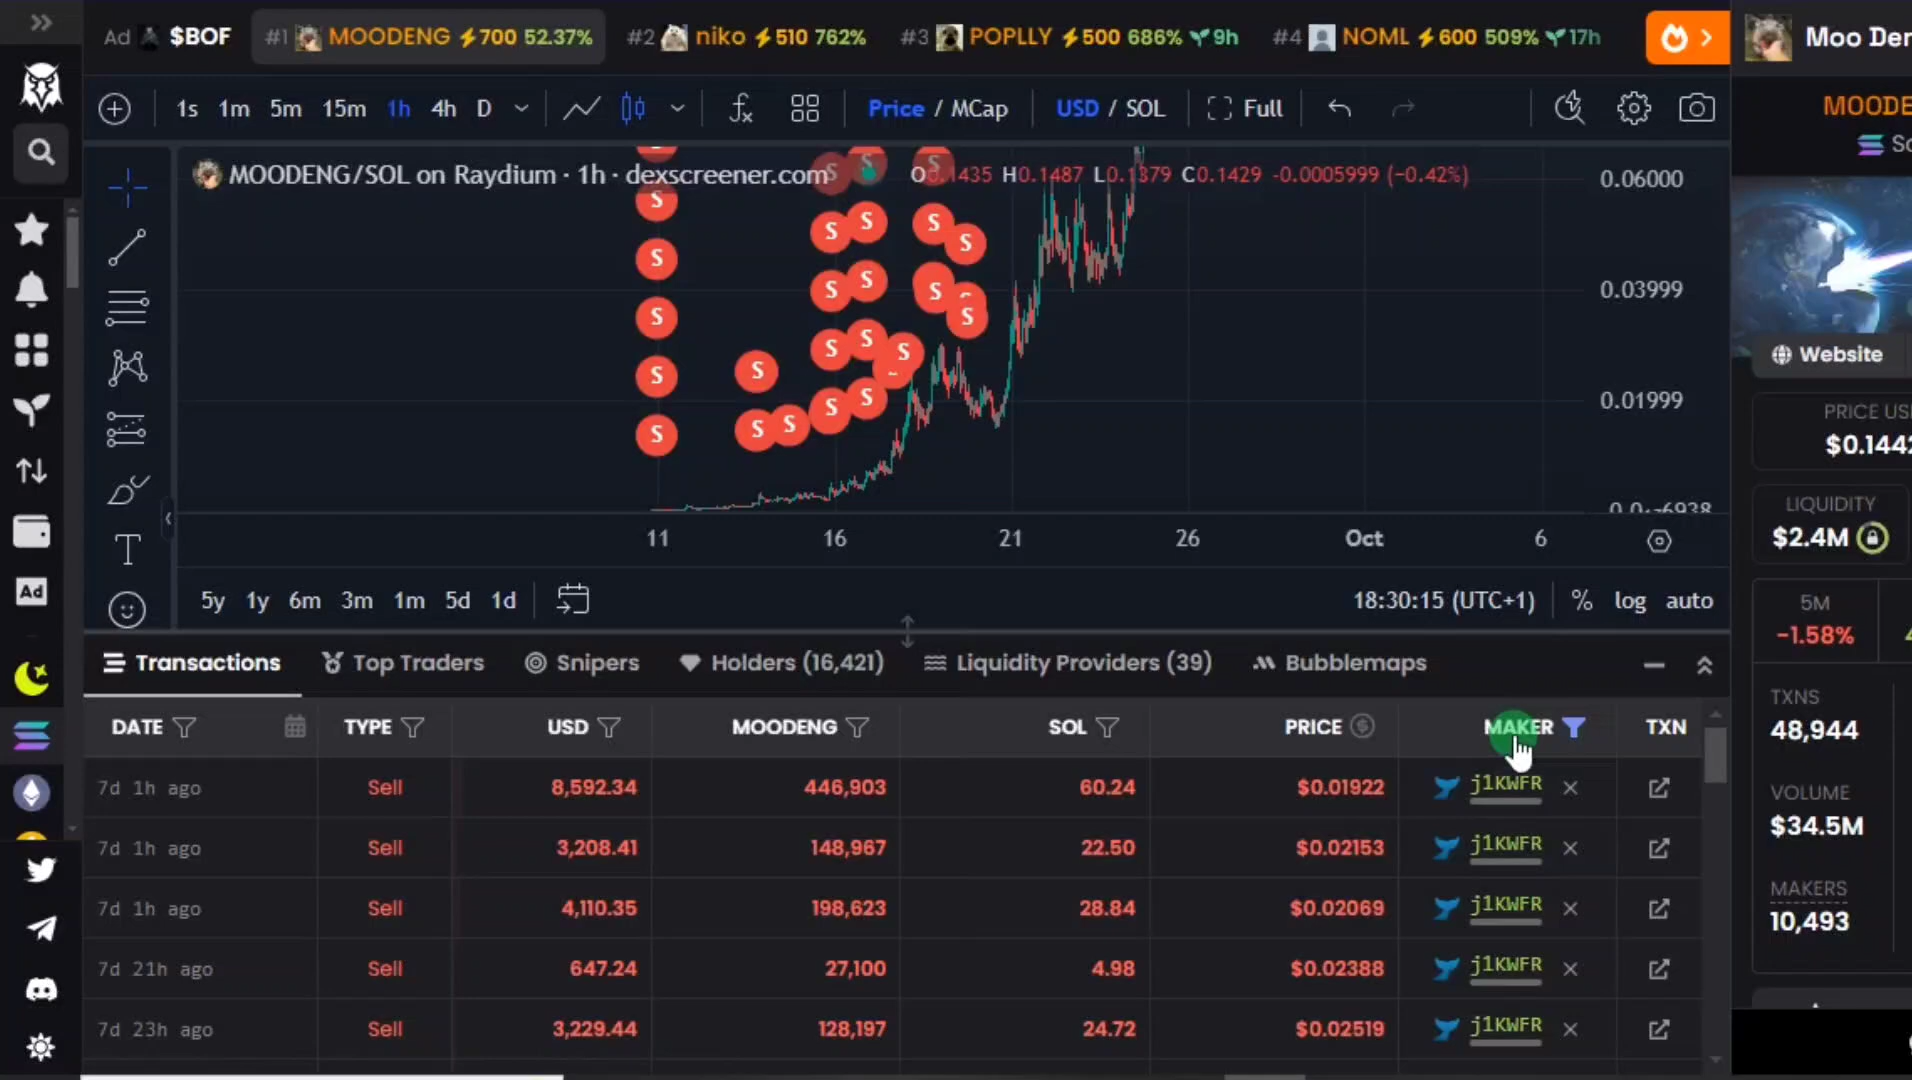 Ad $BOF #1 MOODENG 700 52.37% #2 niko 510 762% #3 POPLLY 500 686% 9h #4 NOML 600 509% 17h
Moo Den
1s 1m 5m 15m 1h 4h D Price / MCap USD / SOL Full
MOODE
MOODENG/SOL on Raydium · 1h · dexscreener.com
O0.1435 H0.1487 L0.1379 C0.1429 -0.0005999 (-0.42%)
0.06000
0.03999
0.01999
S S S
S
S S S S
S S S S
S S S S S
S S S
S S S S
11 16 21 26 Oct 6
5y 1y 6m 3m 1m 5d 1d 18:30:15 (UTC+1) % log auto
Ad
Website
PRICE US
$0.1442
LIQUIDITY
$2.4M
5M
-1.58%
TXNS
48,944
VOLUME
$34.5M
MAKERS
10,493
Transactions Top Traders Snipers Holders (16,421) Liquidity Providers (39) Bubblemaps
DATE TYPE USD MOODENG SOL PRICE MAKER TXN
7d 1h ago Sell 8,592.34 446,903 60.24 $0.01922 j1KWFR
7d 1h ago Sell 3,208.41 148,967 22.50 $0.02153 j1KWFR
7d 1h ago Sell 4,110.35 198,623 28.84 $0.02069 j1KWFR
7d 21h ago Sell 647.24 27,100 4.98 $0.02388 j1KWFR
7d 23h ago Sell 3,229.44 128,197 24.72 $0.02519 j1KWFR